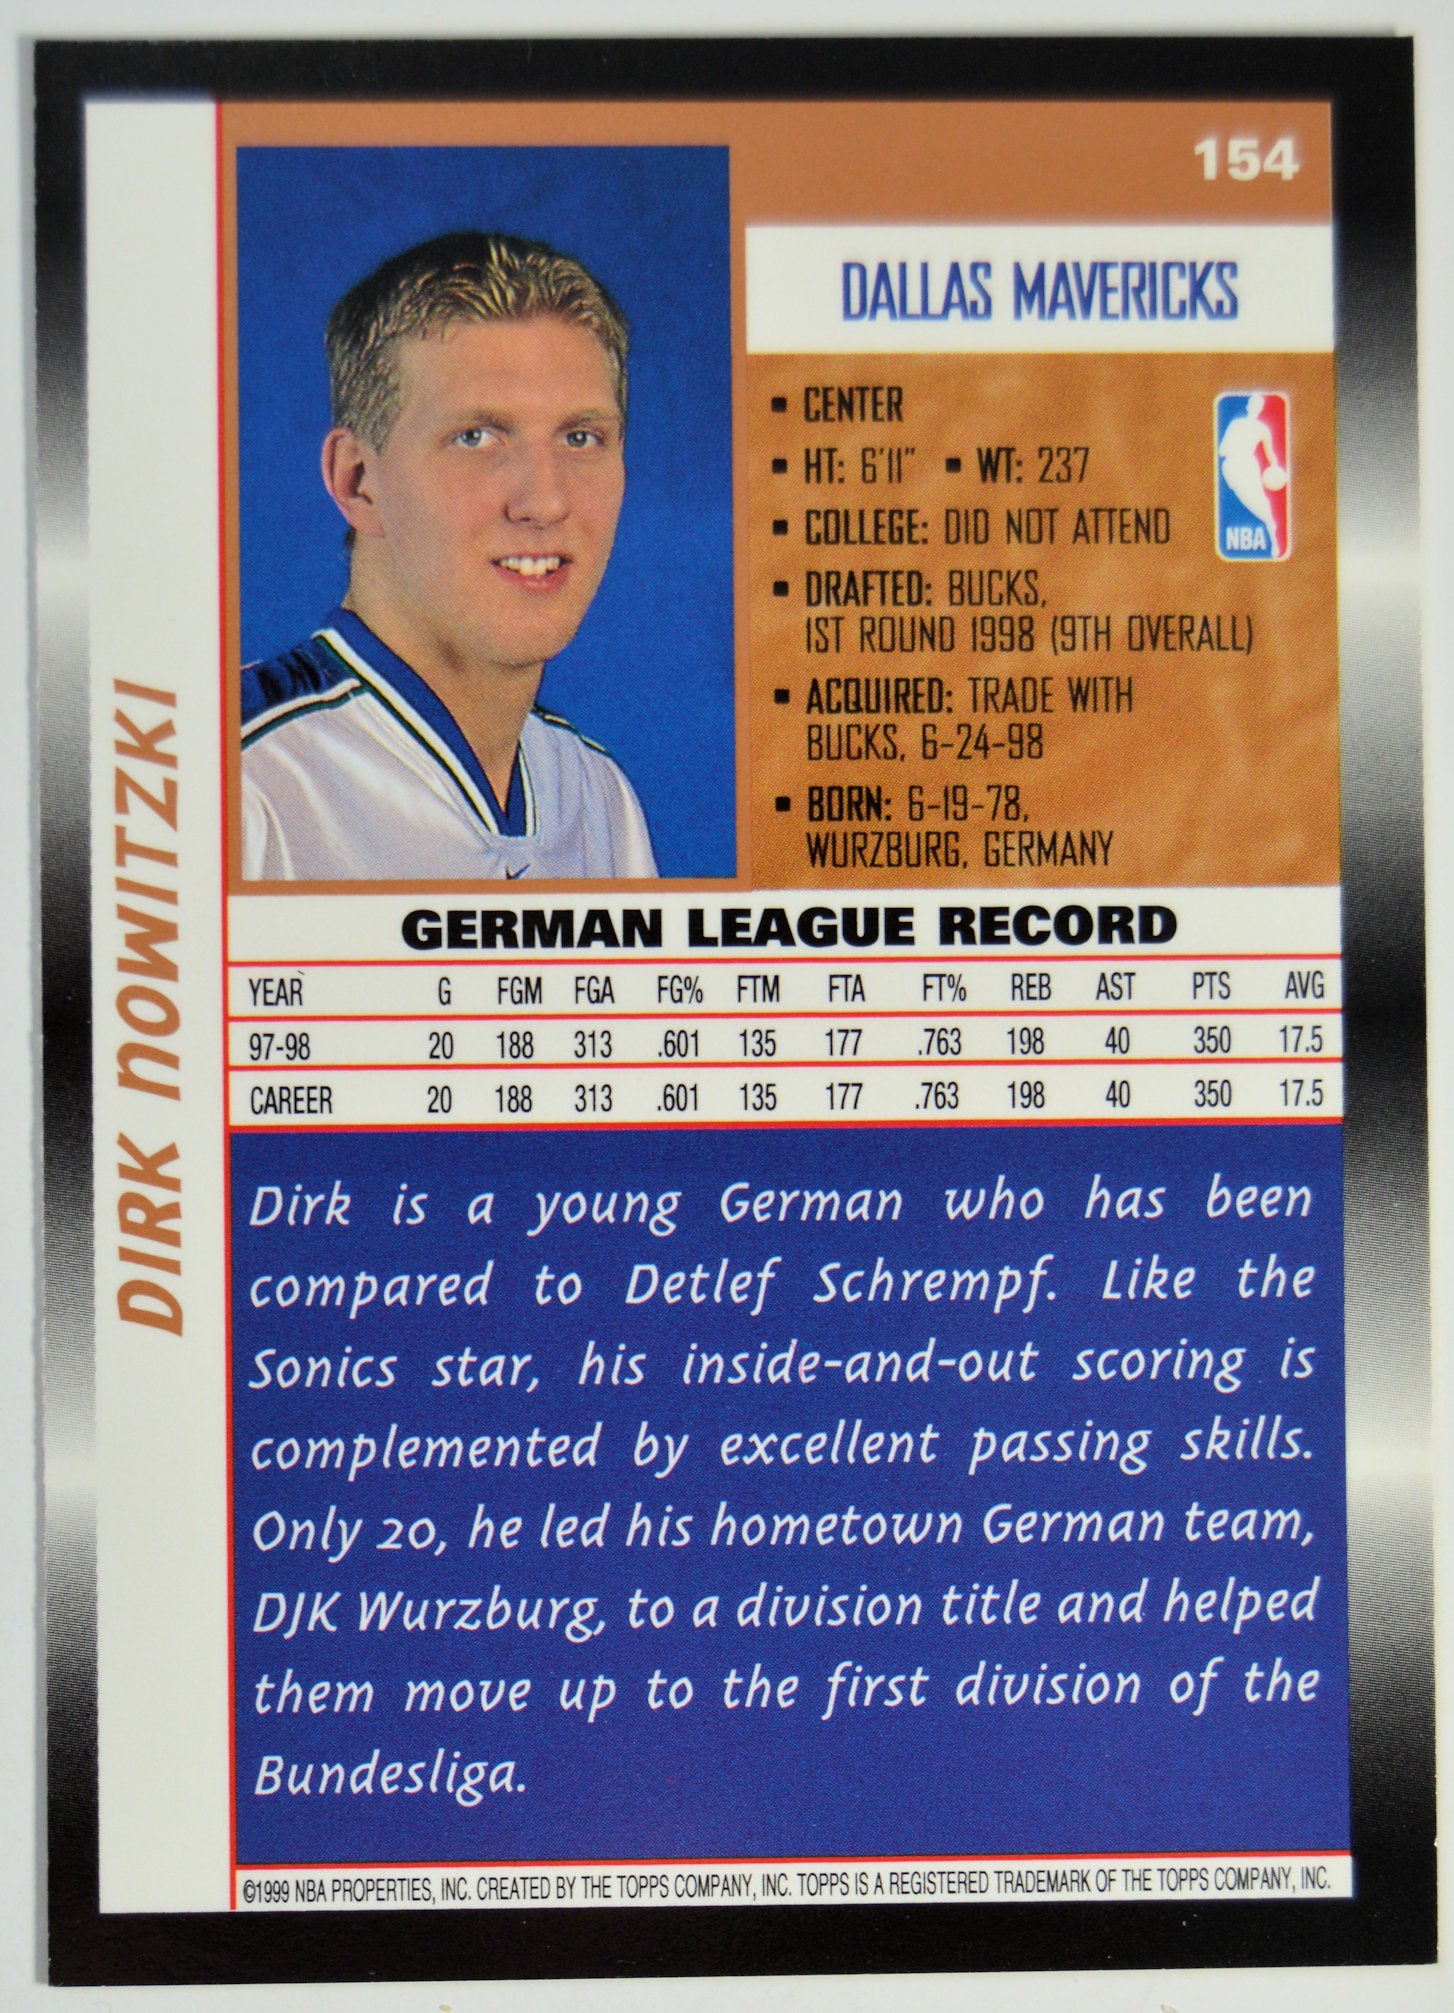 154
DALLAS MAVERICKS
▪ CENTER
▪ HT: 6'11" ▪ WT: 237
▪ COLLEGE: DID NOT ATTEND
▪ DRAFTED: BUCKS,
1ST ROUND 1998 (9TH OVERALL)
▪ ACQUIRED: TRADE WITH
BUCKS, 6-24-98
▪ BORN: 6-19-78,
WURZBURG, GERMANY
NBA
DIRK NOWITZKI
GERMAN LEAGUE RECORD
YEAR G FGM FGA FG% FTM FTA FT% REB AST PTS AVG
97-98 20 188 313 .601 135 177 .763 198 40 350 17.5
CAREER 20 188 313 .601 135 177 .763 198 40 350 17.5
Dirk is a young German who has been
compared to Detlef Schrempf. Like the
Sonics star, his inside-and-out scoring is
complemented by excellent passing skills.
Only 20, he led his hometown German team,
DJK Wurzburg, to a division title and helped
them move up to the first division of the
Bundesliga.
©1999 NBA PROPERTIES, INC. CREATED BY THE TOPPS COMPANY, INC. TOPPS IS A REGISTERED TRADEMARK OF THE TOPPS COMPANY, INC.